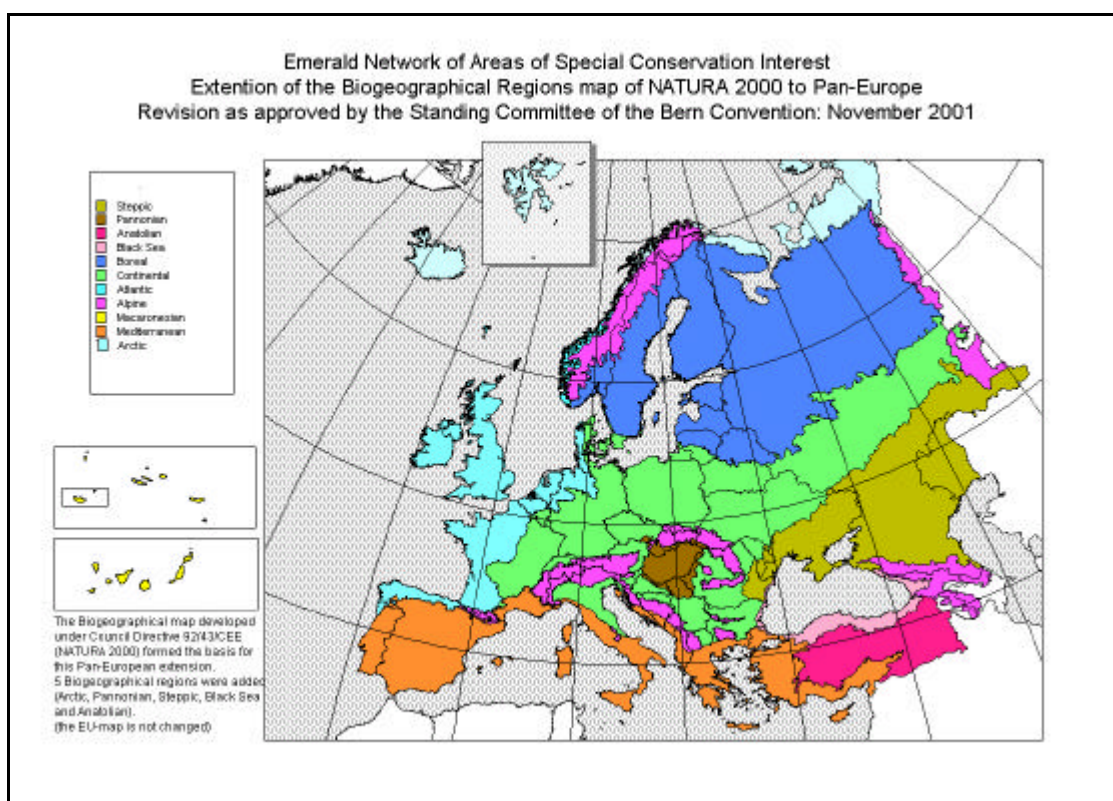 Emerald Network of Areas of Special Conservation Interest
Extention of the Biogeographical Regions map of NATURA 2000 to Pan-Europe
Revision as approved by the Standing Committee of the Bern Convention: November 2001
Steppic
Pannonian
Anatolian
Black Sea
Boreal
Continental
Atlantic
Alpine
Macaronesian
Mediterranean
Arctic
The Biogeographical map developed
under Council Directive 92/43/CEE
(NATURA 2000) formed the basis for
this Pan-European extension.
5 Biogeographical regions were added
(Arctic, Pannonian, Steppic, Black Sea
and Anatolian).
(the EU-map is not changed)